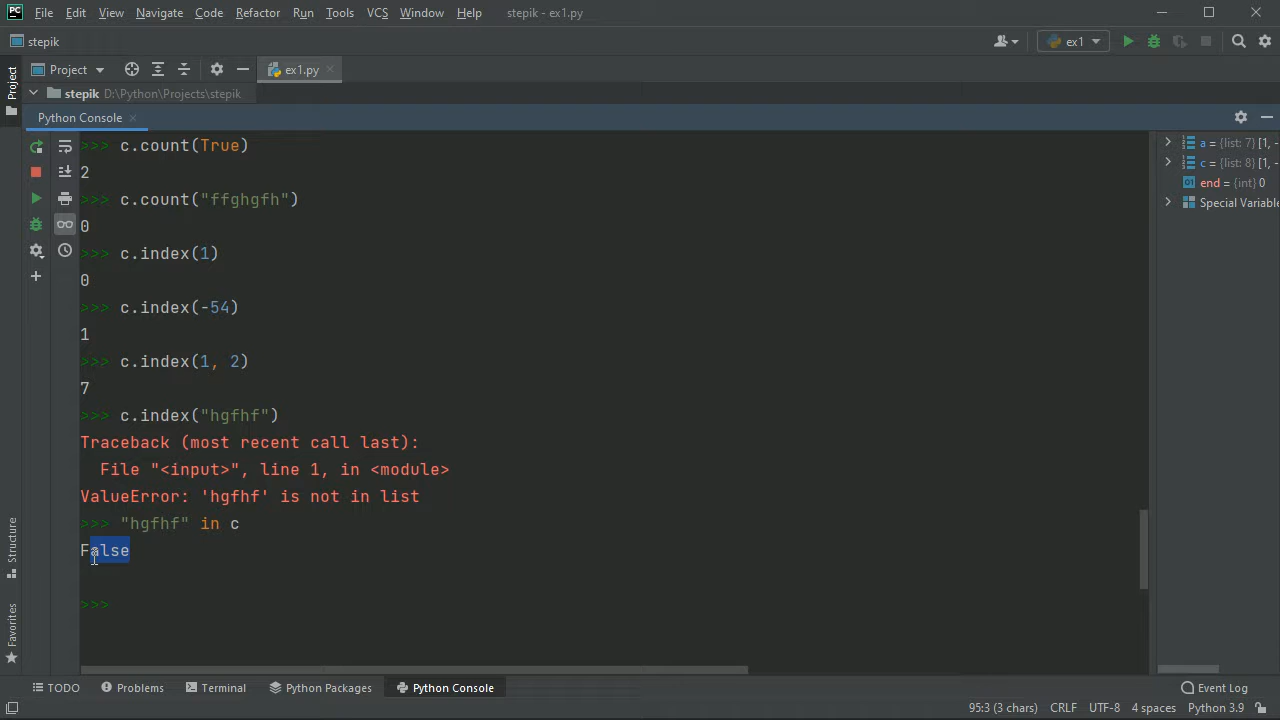 PC File Edit View Navigate Code Refactor Run Tools VCS Window Help stepik - ex1.py
stepik ex1
Project Project ex1.py
stepik D:\Python\Projects\stepik
Python Console
>>> c.count(True)
2
>>> c.count("ffghgfh")
0
>>> c.index(1)
0
>>> c.index(-54)
1
>>> c.index(1, 2)
7
>>> c.index("hgfhf")
Traceback (most recent call last):
  File "<input>", line 1, in <module>
ValueError: 'hgfhf' is not in list
>>> "hgfhf" in c
False
>>>
a = {list: 7} [1, -
c = {list: 8} [1, -
end = {int} 0
Special Variable
Structure
Favorites
TODO Problems Terminal Python Packages Python Console Event Log
95:3 (3 chars) CRLF UTF-8 4 spaces Python 3.9